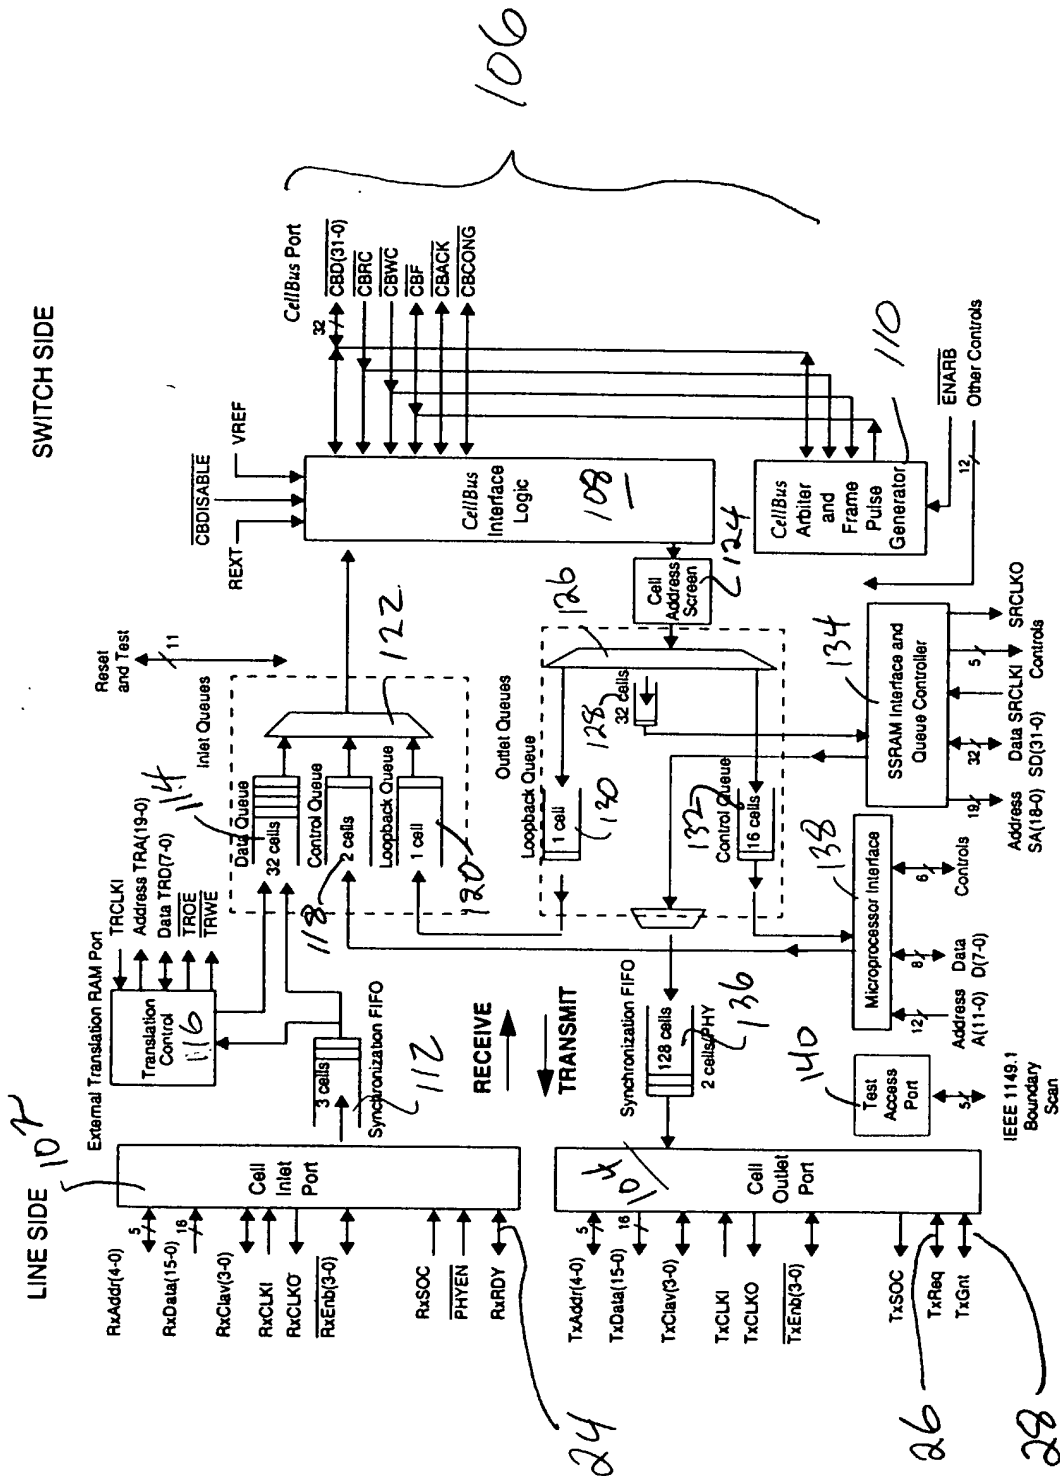 LINE SIDE
SWITCH SIDE
102
RxAddr(4-0)
5
RxData(15-0)
16
RxClav(3-0)
RxCLKI
RxCLKO
RxEnb(3-0)
RxSOC
PHYEN
RxRDY
24
Cell
Inlet
Port
External Translation RAM Port
TRCLKI
Address TRA(19-0)
Data TRD(7-0)
TROE
TRWE
Translation
Control
116
3 cells
Synchronization FIFO
112
RECEIVE
TRANSMIT
Inlet Queues
Data Queue
114
32 cells
Control Queue
2 cells
118
Loopback Queue
1 cell
120
122
Reset
and Test
11
REXT
CBDISABLE
VREF
CellBus
Interface
Logic
108
CellBus Port
32
CBD(31-0)
CBRC
CBWC
CBF
CBACK
CBCONG
106
CellBus
Arbiter
and
Frame
Pulse
Generator
110
ENARB
Other Controls
12
Cell
Address
Screen
124
Outlet Queues
126
Loopback Queue
1 cell
130
128
32 cells
132
Control Queue
16 cells
Synchronization FIFO
128 cells
2 cells/PHY
136
104
Cell
Outlet
Port
TxAddr(4-0)
5
TxData(15-0)
16
TxClav(3-0)
TxCLKI
TxCLKO
TxEnb(3-0)
TxSOC
TxReq
TxGnt
26
28
140
Test
Access
Port
5
IEEE 1149.1
Boundary
Scan
138
Microprocessor Interface
12
8
6
Address
A(11-0)
Data
D(7-0)
Controls
134
SSRAM Interface and
Queue Controller
19
32
5
Address
SA(18-0)
Data
SD(31-0)
SRCLKI
Controls
SRCLKO